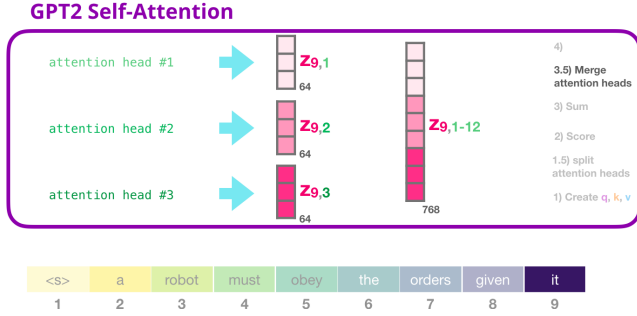 GPT2 Self-Attention
attention head #1
z9,1
64
attention head #2
z9,2
64
attention head #3
z9,3
64
z9,1-12
768
4)
3.5) Merge
attention heads
3) Sum
2) Score
1.5) split
attention heads
1) Create q, k, v
<s> a robot must obey the orders given it
1 2 3 4 5 6 7 8 9